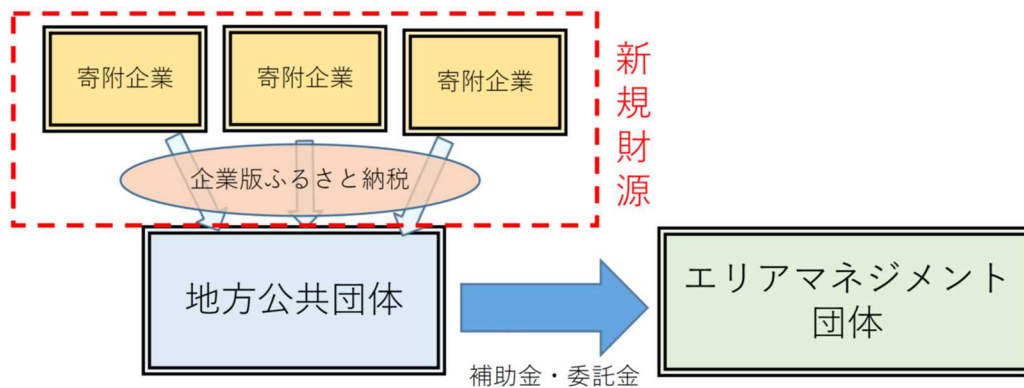 寄附企業
寄附企業
寄附企業
新規財源
企業版ふるさと納税
地方公共団体
補助金・委託金
エリアマネジメント
団体